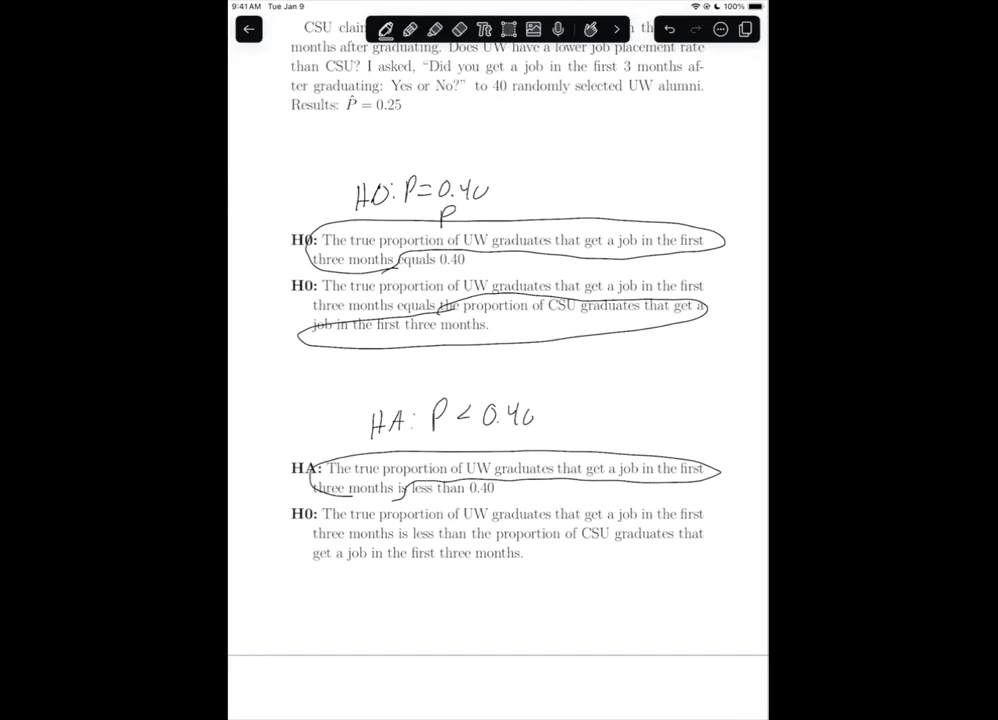 9:41 AM Tue Jan 9
100%
CSU clai
months after graduating. Does UW have a lower job placement rate
than CSU? I asked, “Did you get a job in the first 3 months af-
ter graduating: Yes or No?” to 40 randomly selected UW alumni.
Results: P̂ = 0.25
H0: P=0.40
P
H0: The true proportion of UW graduates that get a job in the first
three months equals 0.40
H0: The true proportion of UW graduates that get a job in the first
three months equals the proportion of CSU graduates that get a
job in the first three months.
HA: P < 0.40
HA: The true proportion of UW graduates that get a job in the first
three months is less than 0.40
H0: The true proportion of UW graduates that get a job in the first
three months is less than the proportion of CSU graduates that
get a job in the first three months.